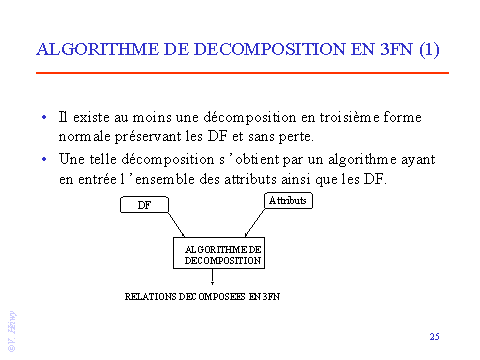 ALGORITHME DE DECOMPOSITION EN 3FN (1)
• Il existe au moins une décomposition en troisième forme
normale préservant les DF et sans perte.
• Une telle décomposition s ’obtient par un algorithme ayant
en entrée l ’ensemble des attributs ainsi que les DF.
DF
Attributs
ALGORITHME DE
DECOMPOSITION
RELATIONS DECOMPOSEES EN 3FN
25